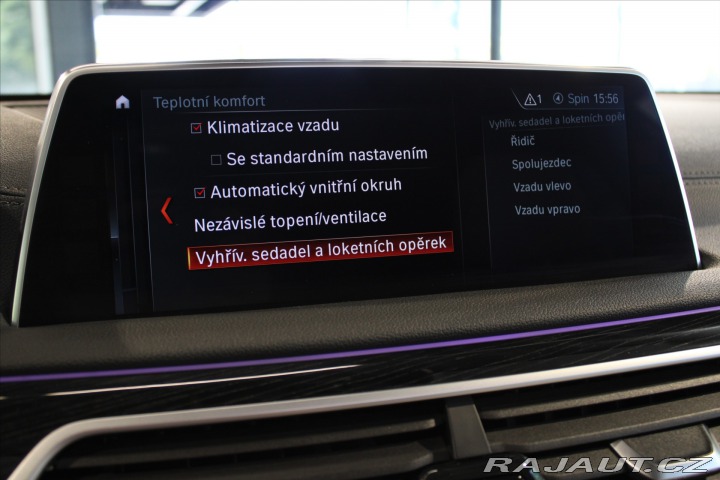 Teplotní komfort
1 Spin 15:56
Klimatizace vzadu
Se standardním nastavením
Automatický vnitřní okruh
Nezávislé topení/ventilace
Vyhřív. sedadel a loketních opěrek
Vyhřív. sedadel a loketních opěr
Řidič
Spolujezdec
Vzadu vlevo
Vzadu vpravo
RAJAUT.CZ